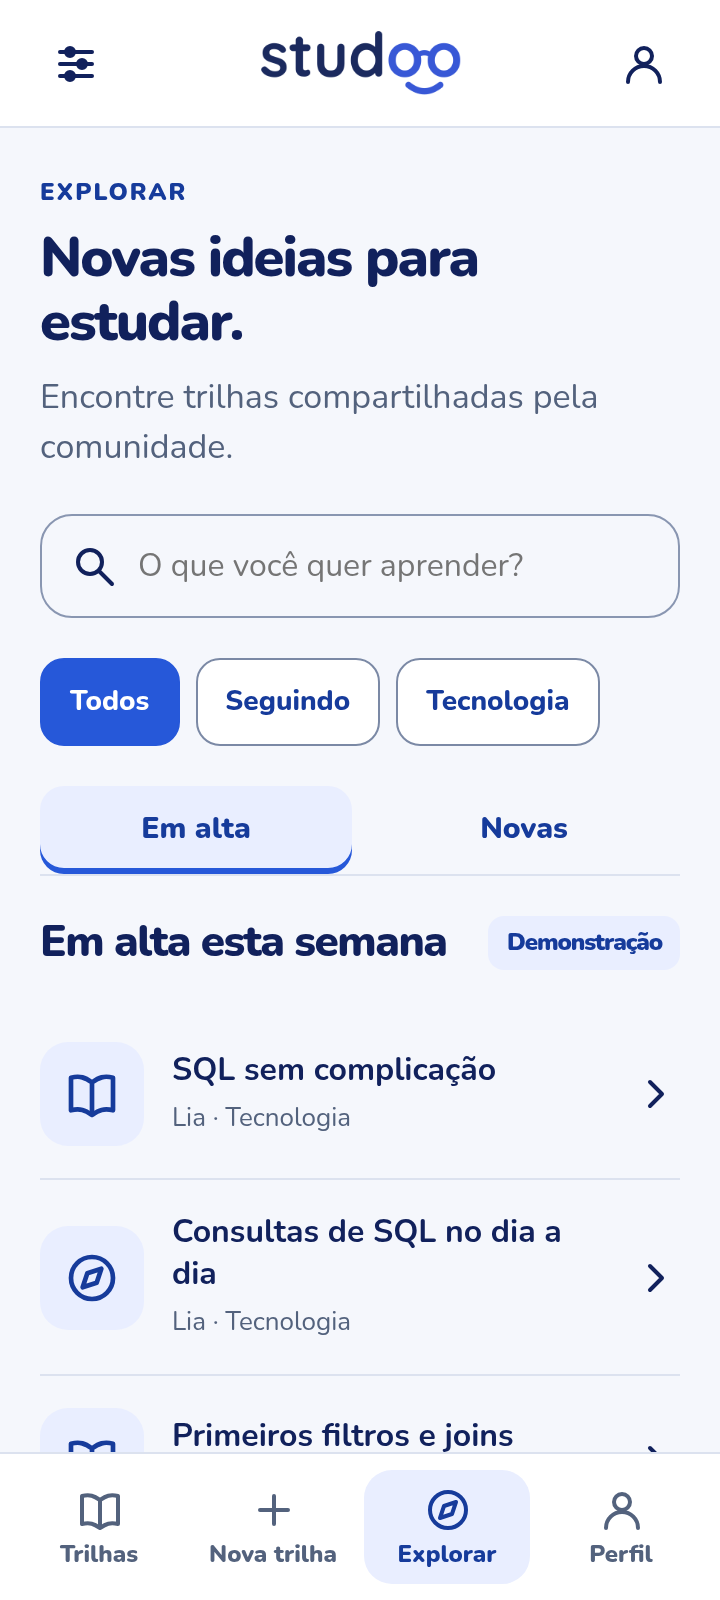 studoo
EXPLORAR
Novas ideias para
estudar.
Encontre trilhas compartilhadas pela
comunidade.
O que você quer aprender?
Todos
Seguindo
Tecnologia
Em alta
Novas
Em alta esta semana
Demonstração
SQL sem complicação
Lia · Tecnologia
Consultas de SQL no dia a
dia
Lia · Tecnologia
Primeiros filtros e joins
Trilhas
Nova trilha
Explorar
Perfil